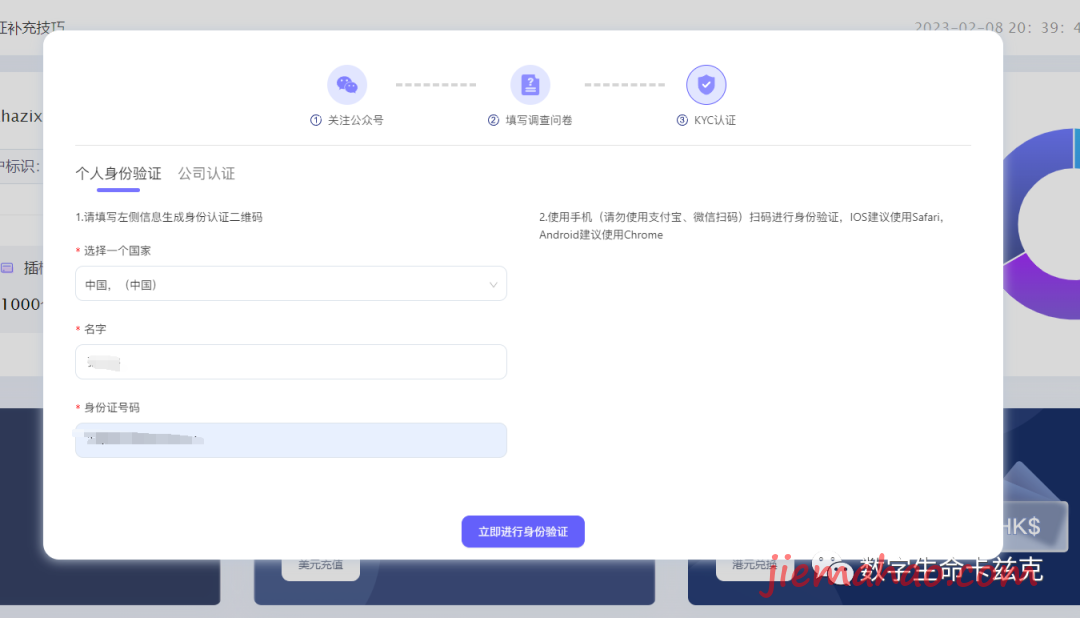 证补充技巧
2023-02-08 20: 39: 4
hazix
户标识:
1000
① 关注公众号
② 填写调查问卷
③ KYC认证
个人身份验证 公司认证
1.请填写左侧信息生成身份认证二维码
2.使用手机（请勿使用支付宝、微信扫码）扫码进行身份验证，IOS建议使用Safari，
Android建议使用Chrome
* 选择一个国家
中国，（中国）
* 名字
* 身份证号码
立即进行身份验证
HK$
美元充值
港元兑换
数字生命卡兹克
jiemahao.com